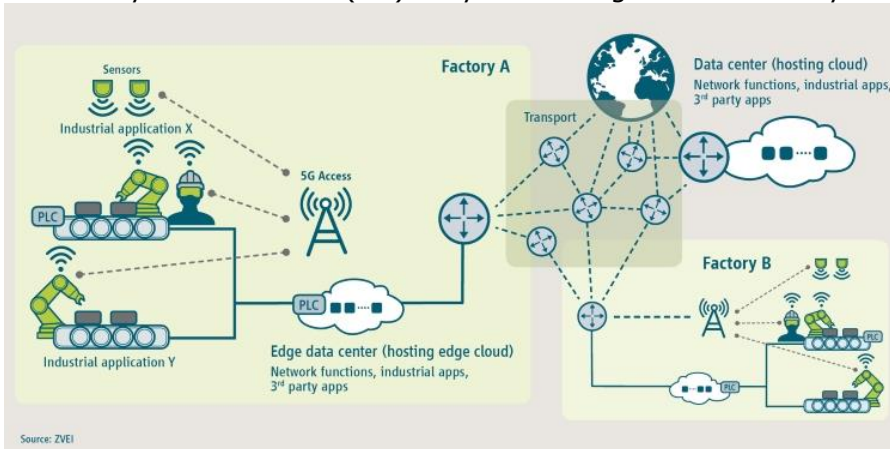 Factory A
Sensors
Industrial application X
PLC
5G Access
Industrial application Y
PLC
Edge data center (hosting edge cloud)
Network functions, industrial apps,
3rd party apps
Transport
Data center (hosting cloud)
Network functions, industrial apps,
3rd party apps
Factory B
PLC
PLC
Source: ZVEI